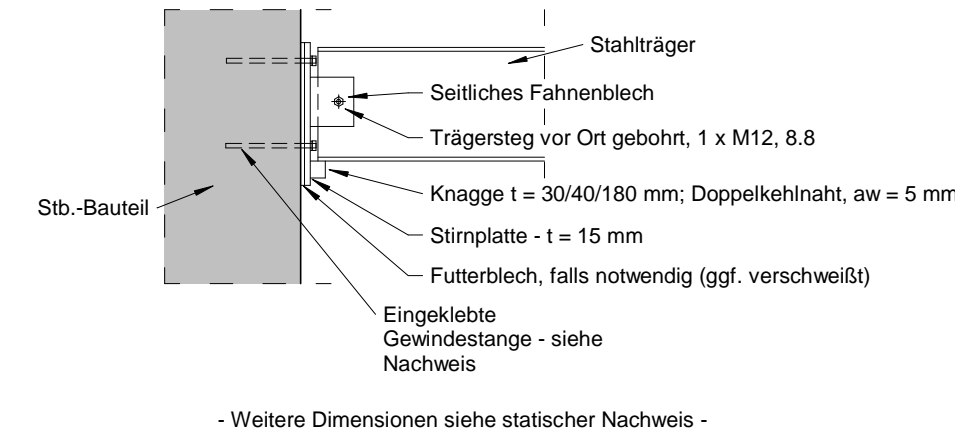 Stahlträger
Seitliches Fahnenblech
Trägersteg vor Ort gebohrt, 1 x M12, 8.8
Knagge t = 30/40/180 mm; Doppelkehlnaht, aw = 5 mm
Stb.-Bauteil
Stirnplatte - t = 15 mm
Futterblech, falls notwendig (ggf. verschweißt)
Eingeklebte
Gewindestange - siehe
Nachweis
- Weitere Dimensionen siehe statischer Nachweis -